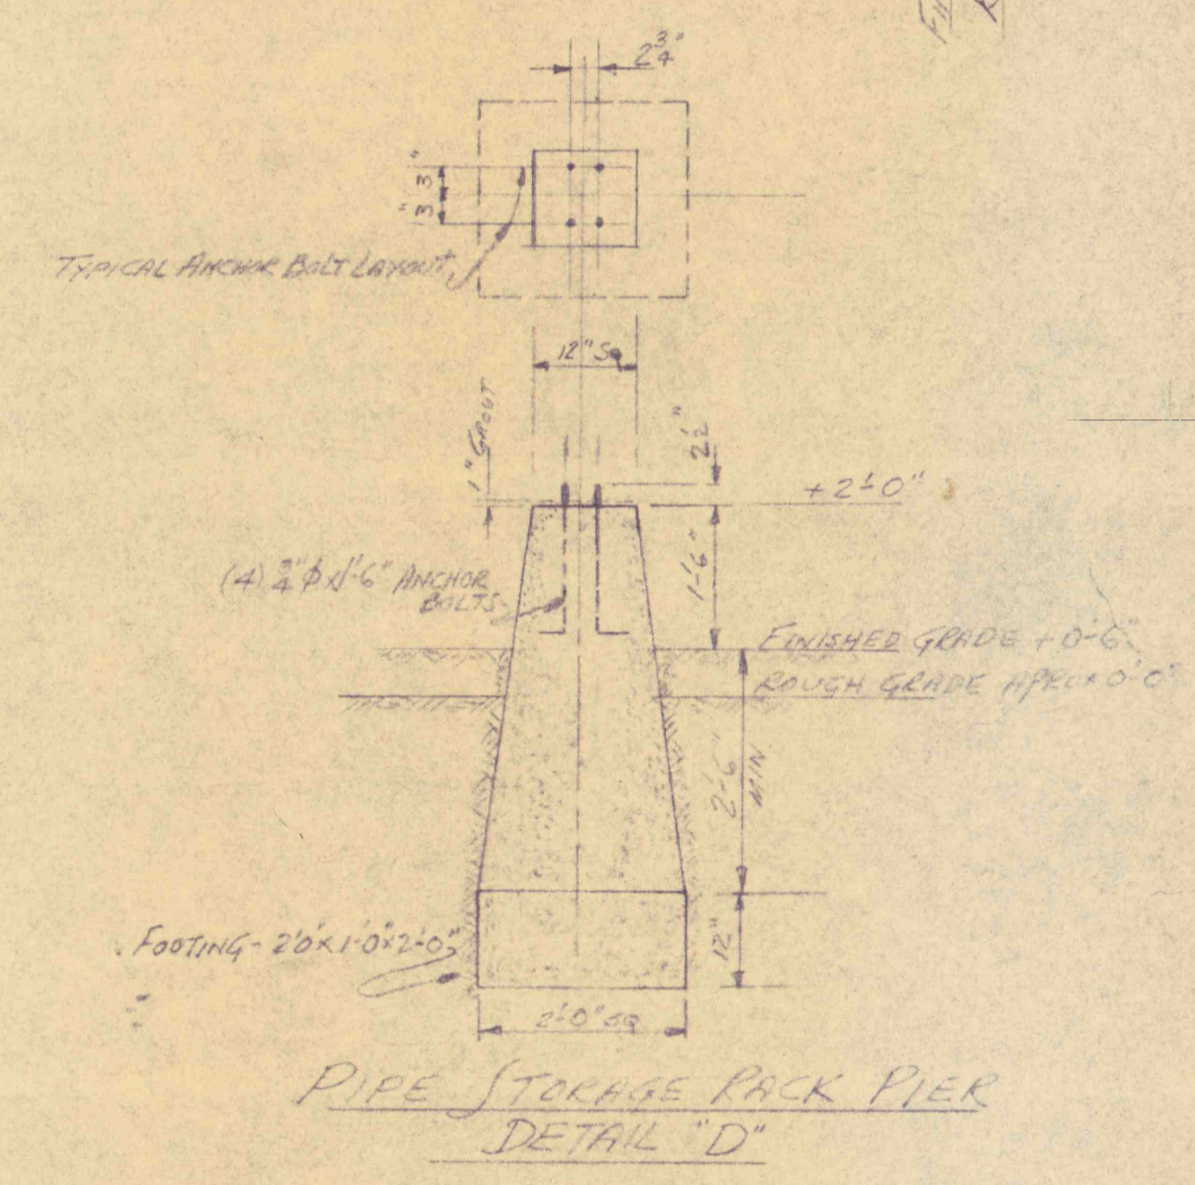 2 3/4"
3"
3"
TYPICAL ANCHOR BOLT LAYOUT
12" SQ
1" GROUT
2 1/2"
+2'-0"
(4) 3/4" ϕ x 1'-6" ANCHOR
BOLTS
1'-6"
FINISHED GRADE +0'-6"
ROUGH GRADE APROX 0'-0"
2'-6"
MIN
FOOTING - 2'0" x 1'-0" x 2'-0"
12"
2'-0" SQ
PIPE STORAGE RACK PIER
DETAIL "D"